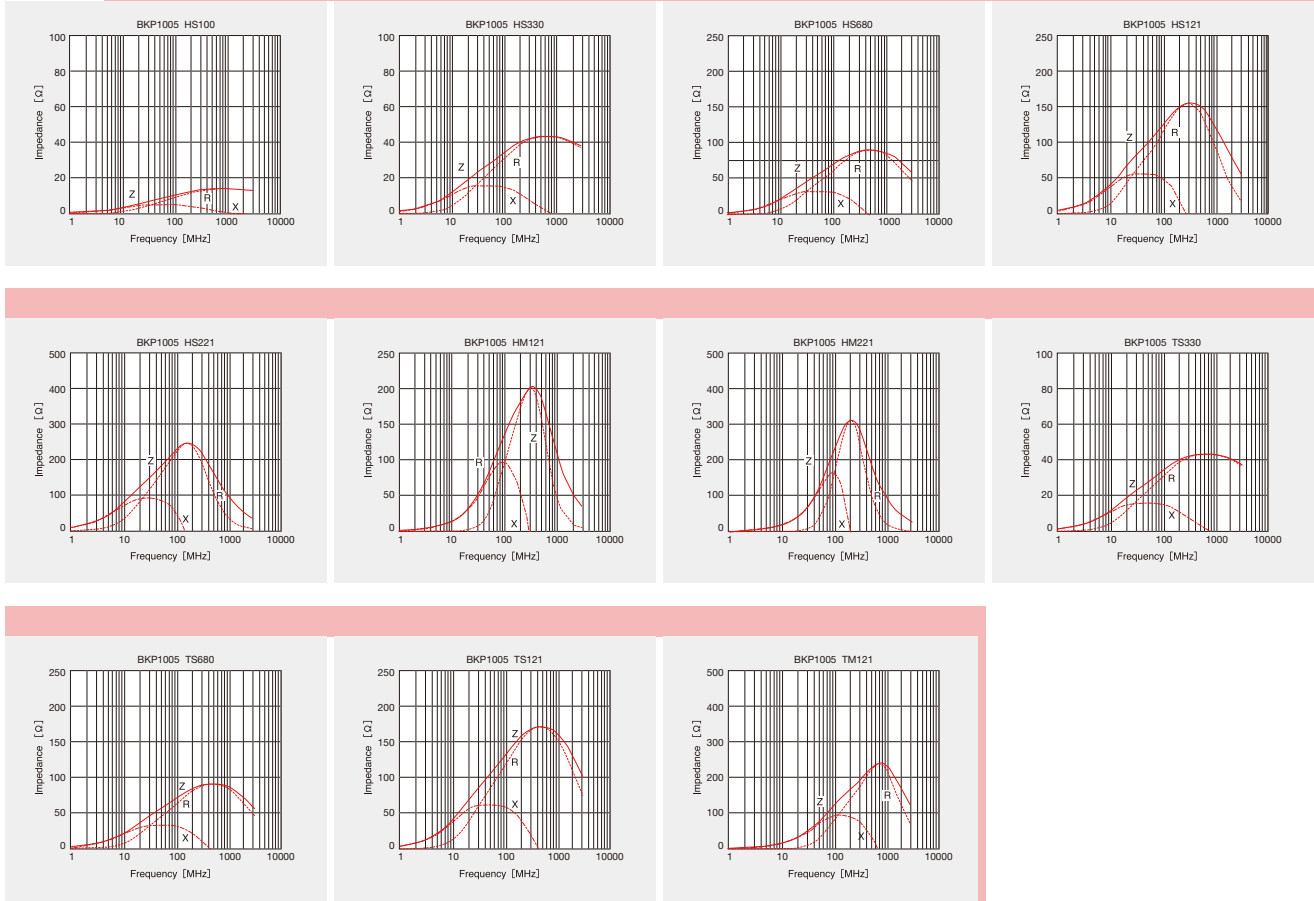 BKP1005 HS100
100
80
60
40
20
0
Impedance [Ω]
Z
R
X
1 10 100 1000 10000
Frequency [MHz]
BKP1005 HS330
100
80
60
40
20
0
Impedance [Ω]
Z
R
X
1 10 100 1000 10000
Frequency [MHz]
BKP1005 HS680
250
200
150
100
50
0
Impedance [Ω]
Z
R
X
1 10 100 1000 10000
Frequency [MHz]
BKP1005 HS121
250
200
150
100
50
0
Impedance [Ω]
Z
R
X
1 10 100 1000 10000
Frequency [MHz]
BKP1005 HS221
500
400
300
200
100
0
Impedance [Ω]
Z
R
X
1 10 100 1000 10000
Frequency [MHz]
BKP1005 HM121
250
200
150
100
50
0
Impedance [Ω]
Z
R
X
1 10 100 1000 10000
Frequency [MHz]
BKP1005 HM221
500
400
300
200
100
0
Impedance [Ω]
Z
R
X
1 10 100 1000 10000
Frequency [MHz]
BKP1005 TS330
100
80
60
40
20
0
Impedance [Ω]
Z
R
X
1 10 100 1000 10000
Frequency [MHz]
BKP1005 TS680
250
200
150
100
50
0
Impedance [Ω]
Z
R
X
1 10 100 1000 10000
Frequency [MHz]
BKP1005 TS121
250
200
150
100
50
0
Impedance [Ω]
Z
R
X
1 10 100 1000 10000
Frequency [MHz]
BKP1005 TM121
500
400
300
200
100
0
Impedance [Ω]
Z
R
X
1 10 100 1000 10000
Frequency [MHz]